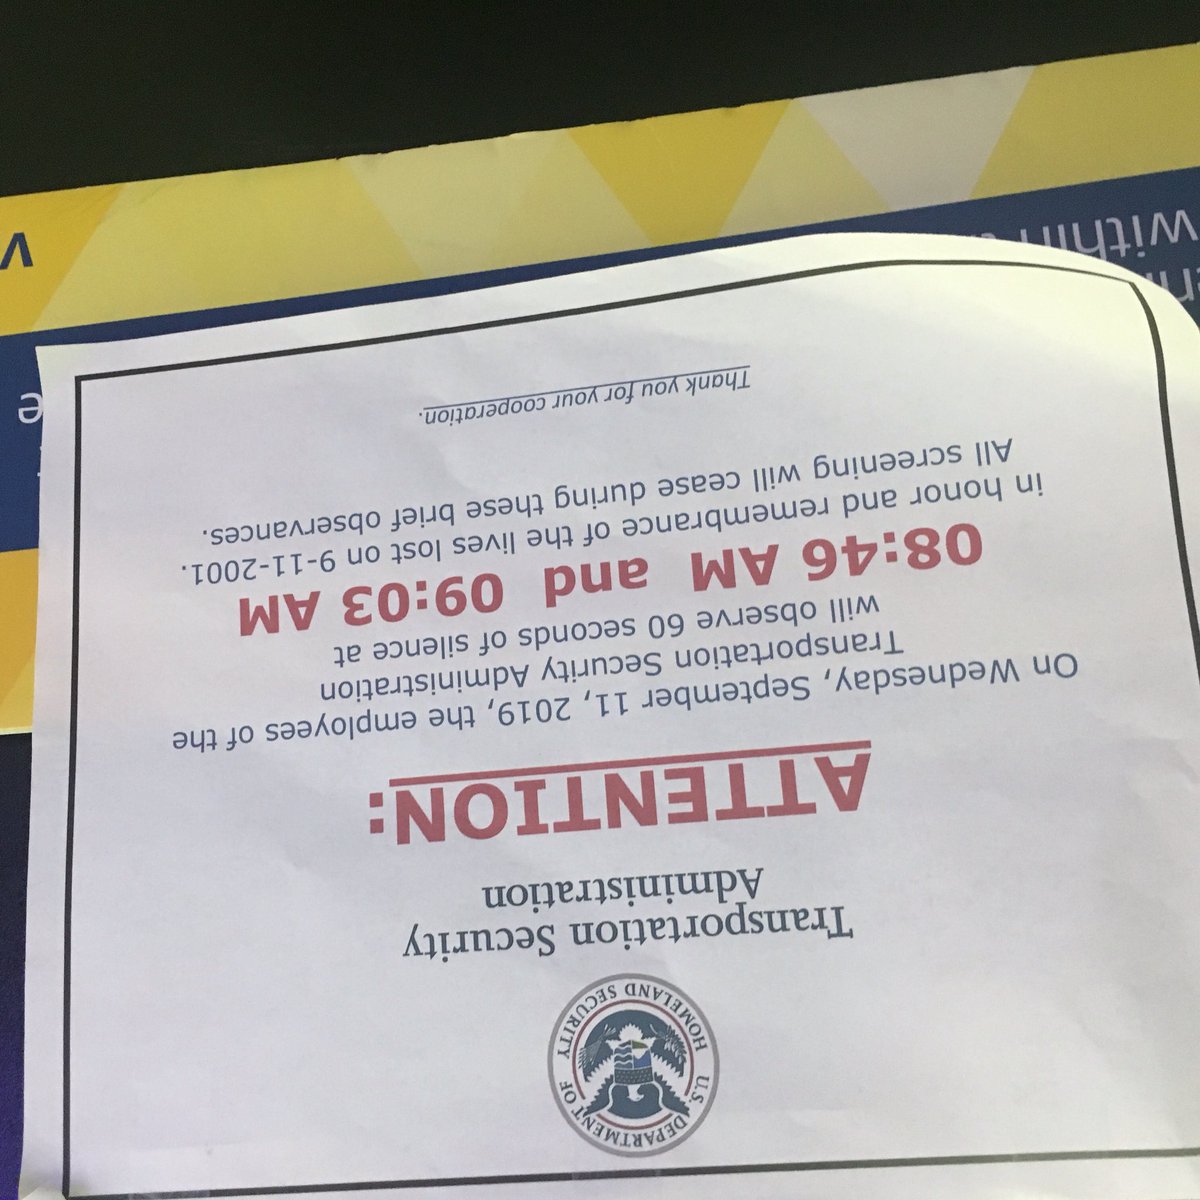 U.S. DEPARTMENT OF HOMELAND SECURITY
Transportation Security
Administration
ATTENTION:
On Wednesday, September 11, 2019, the employees of the
Transportation Security Administration
will observe 60 seconds of silence at
08:46 AM and 09:03 AM
in honor and remembrance of the lives lost on 9-11-2001.
All screening will cease during these brief observances.
Thank you for your cooperation.
within